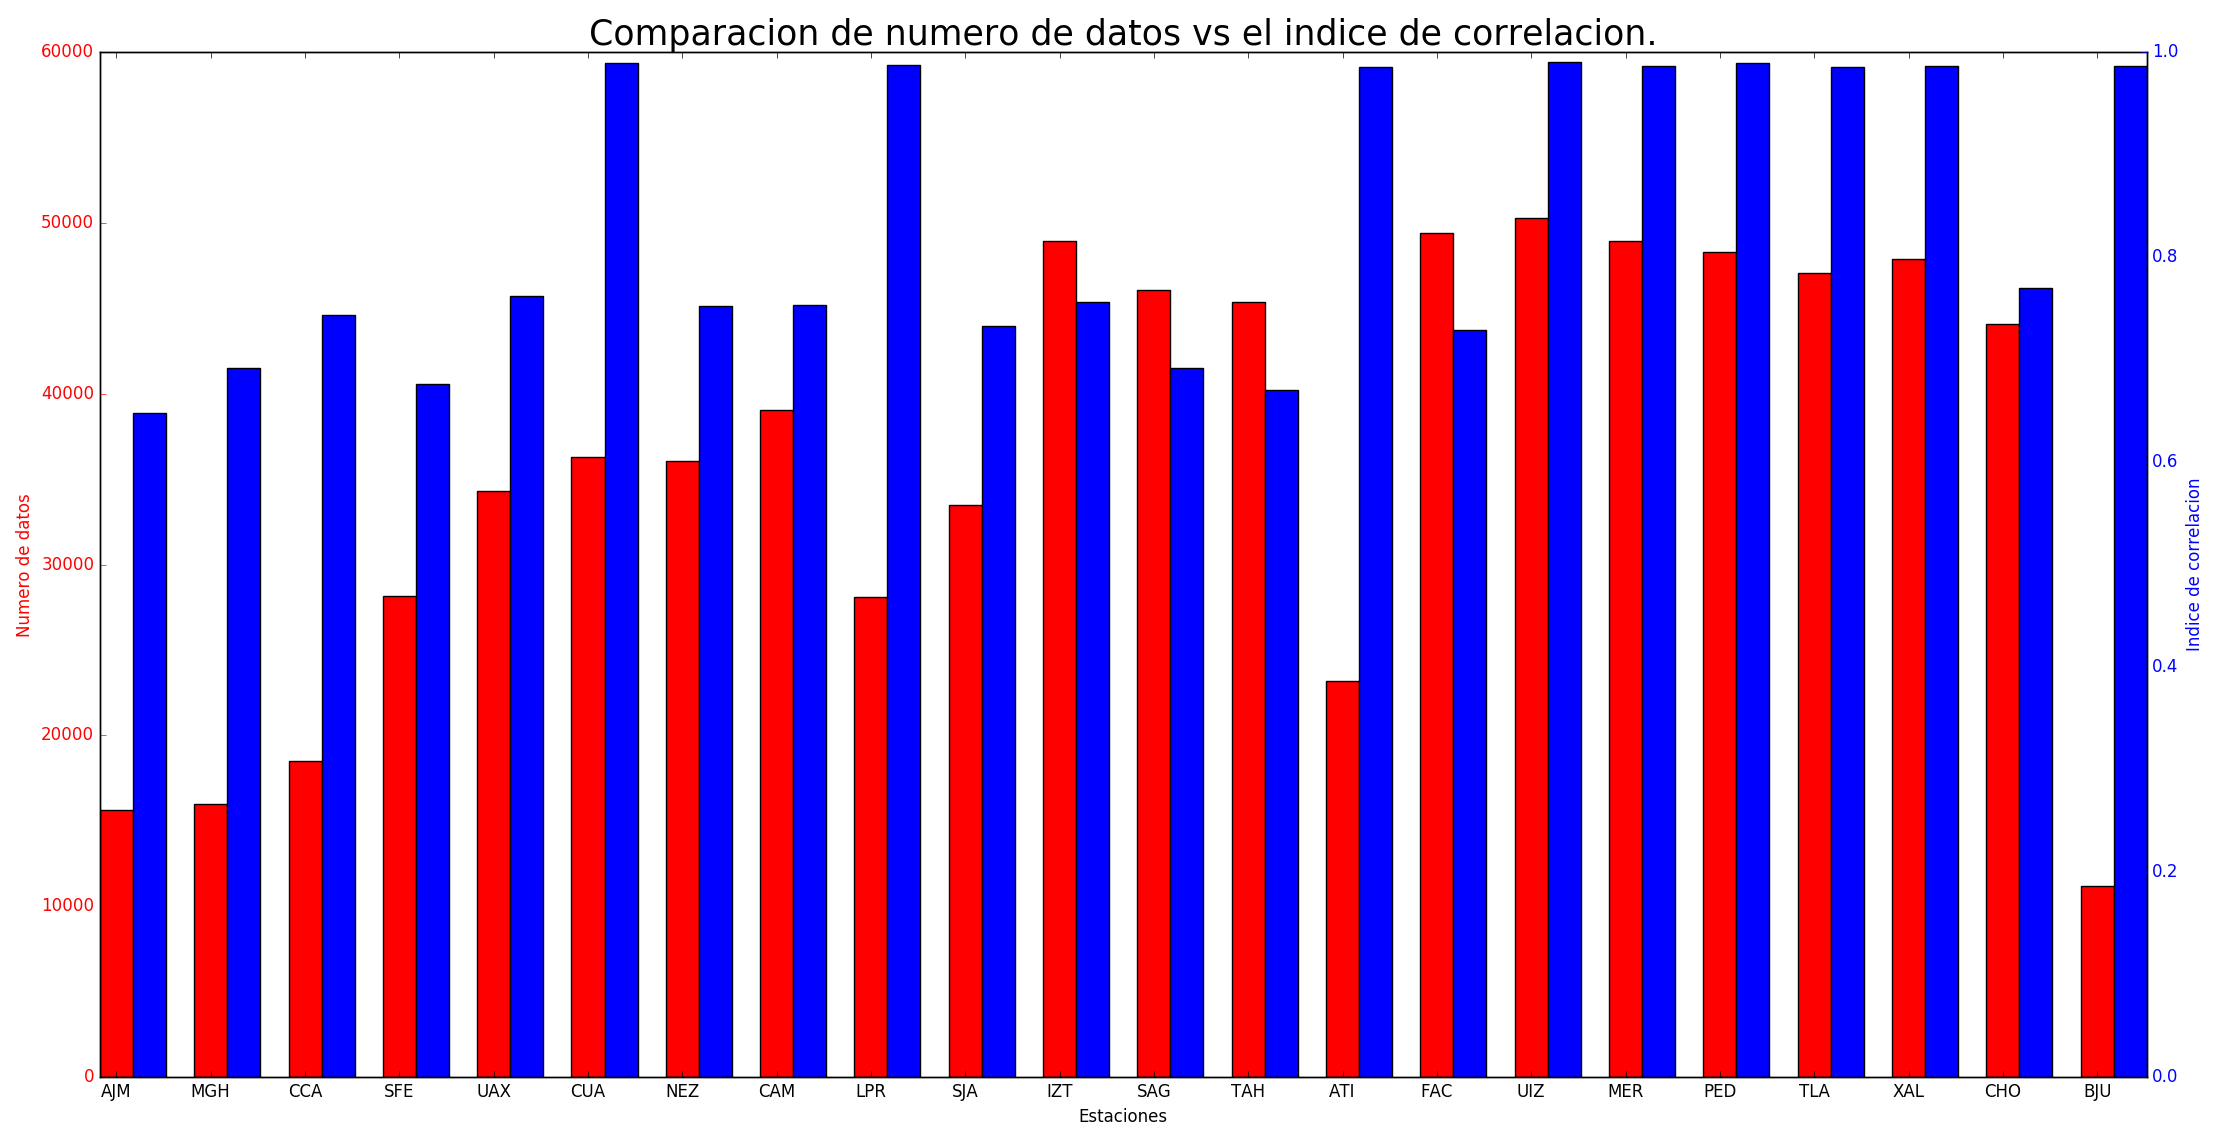 Comparacion de numero de datos vs el indice de correlacion.
60000
50000
40000
30000
20000
10000
0
Numero de datos
1.0
0.8
0.6
0.4
0.2
0.0
Indice de correlacion
AJM MGH CCA SFE UAX CUA NEZ CAM LPR SJA IZT SAG TAH ATI FAC UIZ MER PED TLA XAL CHO BJU
Estaciones